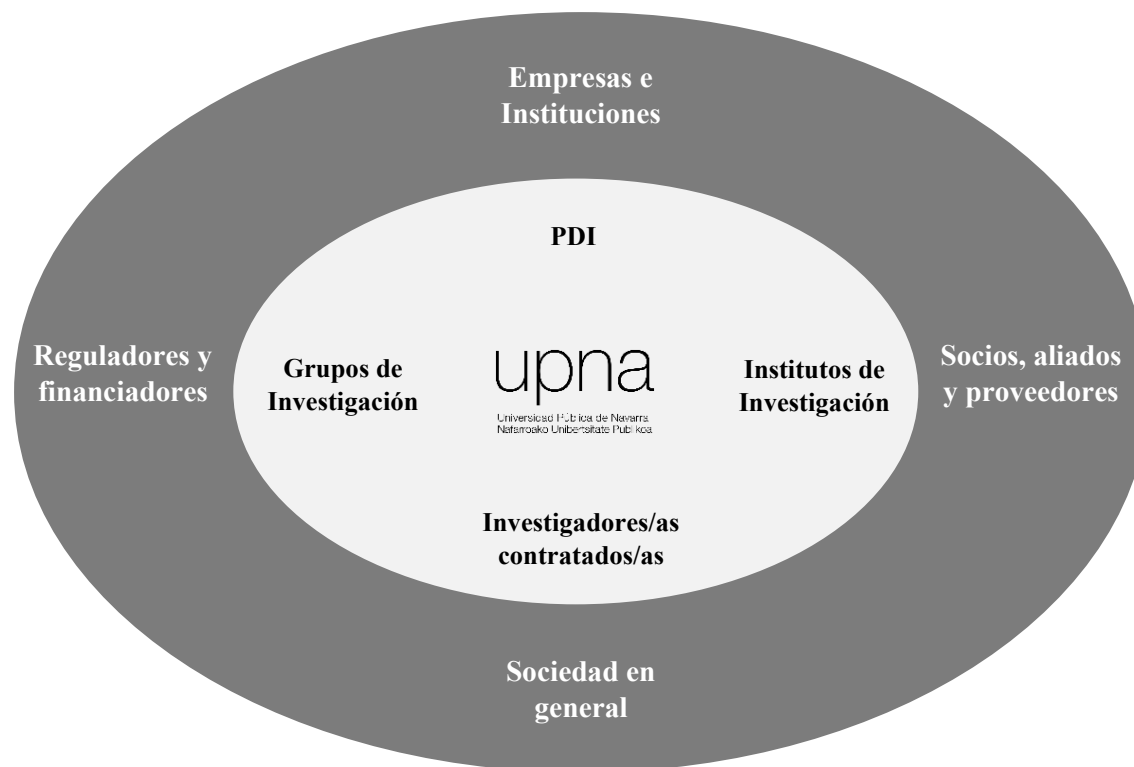 Empresas e
Instituciones
PDI
Reguladores y
financiadores
Grupos de
Investigación
upna
Universidad Pública de Navarra
Nafarroako Unibertsitate Publikoa
Institutos de
Investigación
Socios, aliados
y proveedores
Investigadores/as
contratados/as
Sociedad en
general